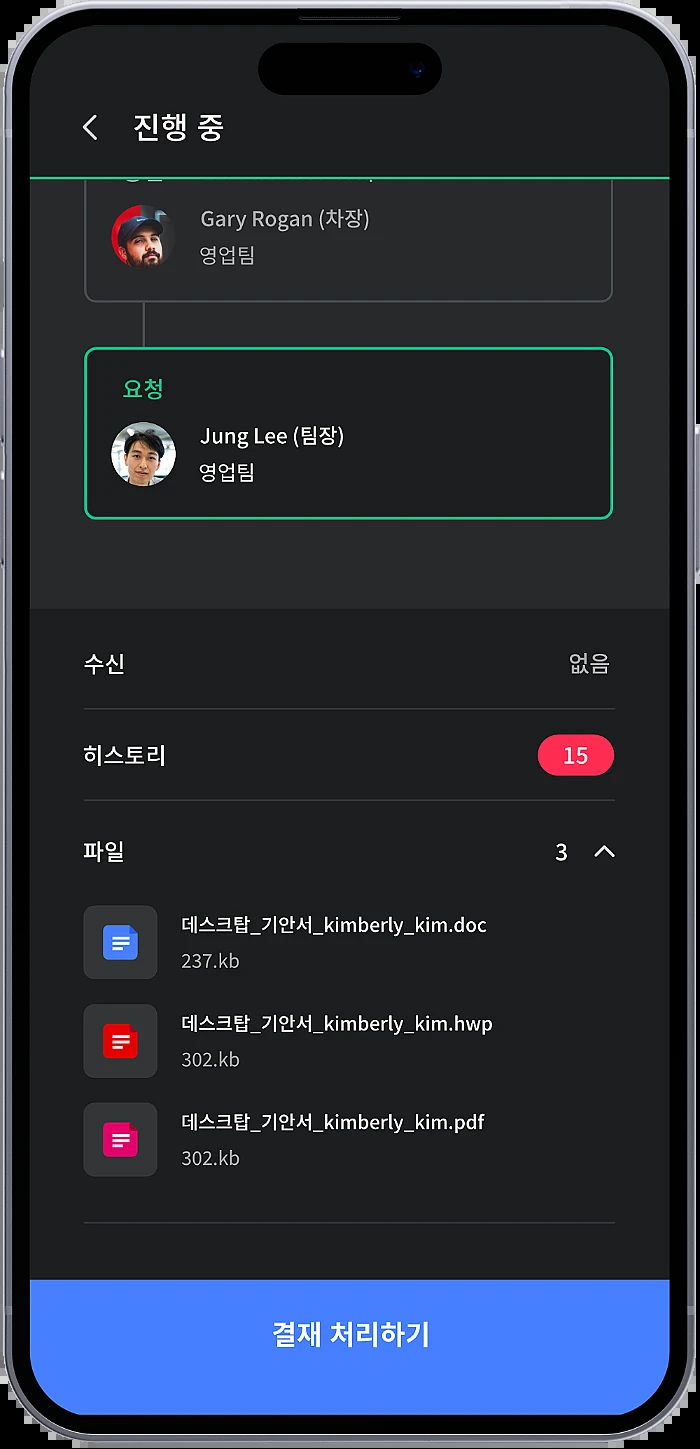 진행 중
Gary Rogan (차장)
영업팀
요청
Jung Lee (팀장)
영업팀
수신 없음
히스토리 15
파일 3
데스크탑_기안서_kimberly_kim.doc
237.kb
데스크탑_기안서_kimberly_kim.hwp
302.kb
데스크탑_기안서_kimberly_kim.pdf
302.kb
결재 처리하기